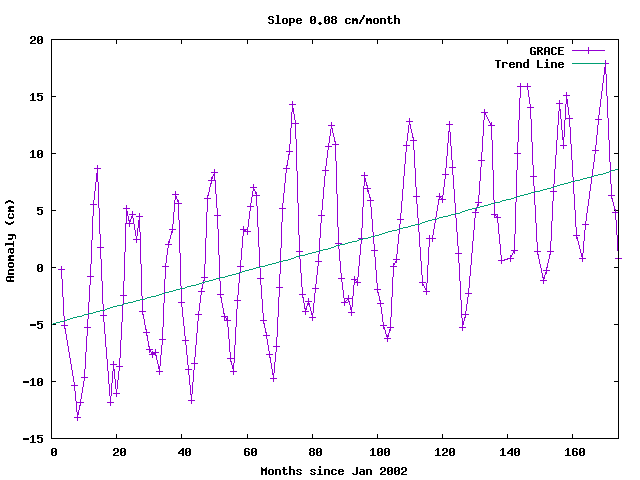 Slope 0.08 cm/month
GRACE
Trend Line
20
15
10
5
0
-5
-10
-15
Anomaly (cm)
0 20 40 60 80 100 120 140 160
Months since Jan 2002